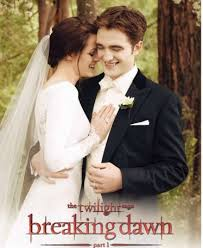 the twilight saga
breaking dawn
part 1